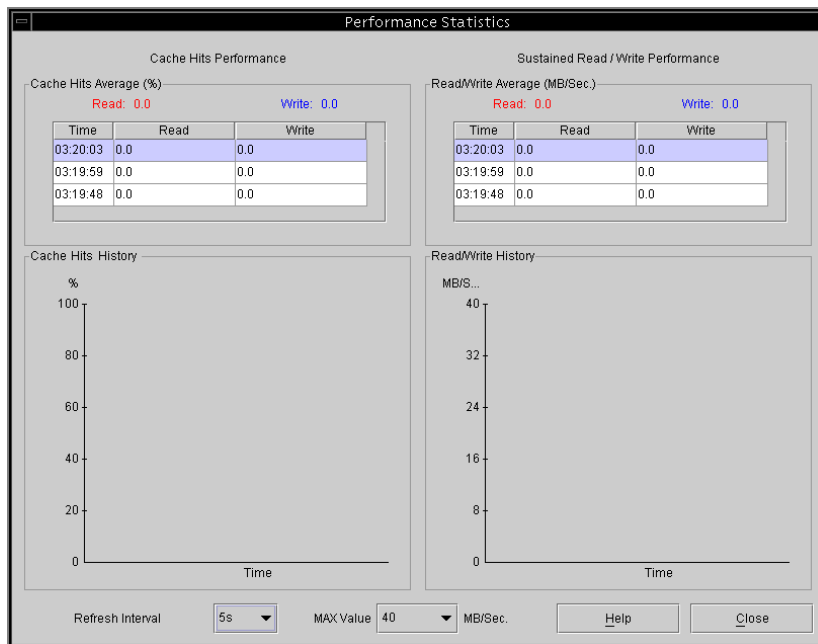 Performance Statistics
Cache Hits Performance
Cache Hits Average (%)
Read: 0.0 Write: 0.0
Time Read Write
03:20:03 0.0 0.0
03:19:59 0.0 0.0
03:19:48 0.0 0.0
Sustained Read / Write Performance
Read/Write Average (MB/Sec.)
Read: 0.0 Write: 0.0
Time Read Write
03:20:03 0.0 0.0
03:19:59 0.0 0.0
03:19:48 0.0 0.0
Cache Hits History
%
100
80
60
40
20
0
Time
Read/Write History
MB/S...
40
32
24
16
8
0
Time
Refresh Interval 5s MAX Value 40 MB/Sec. Help Close